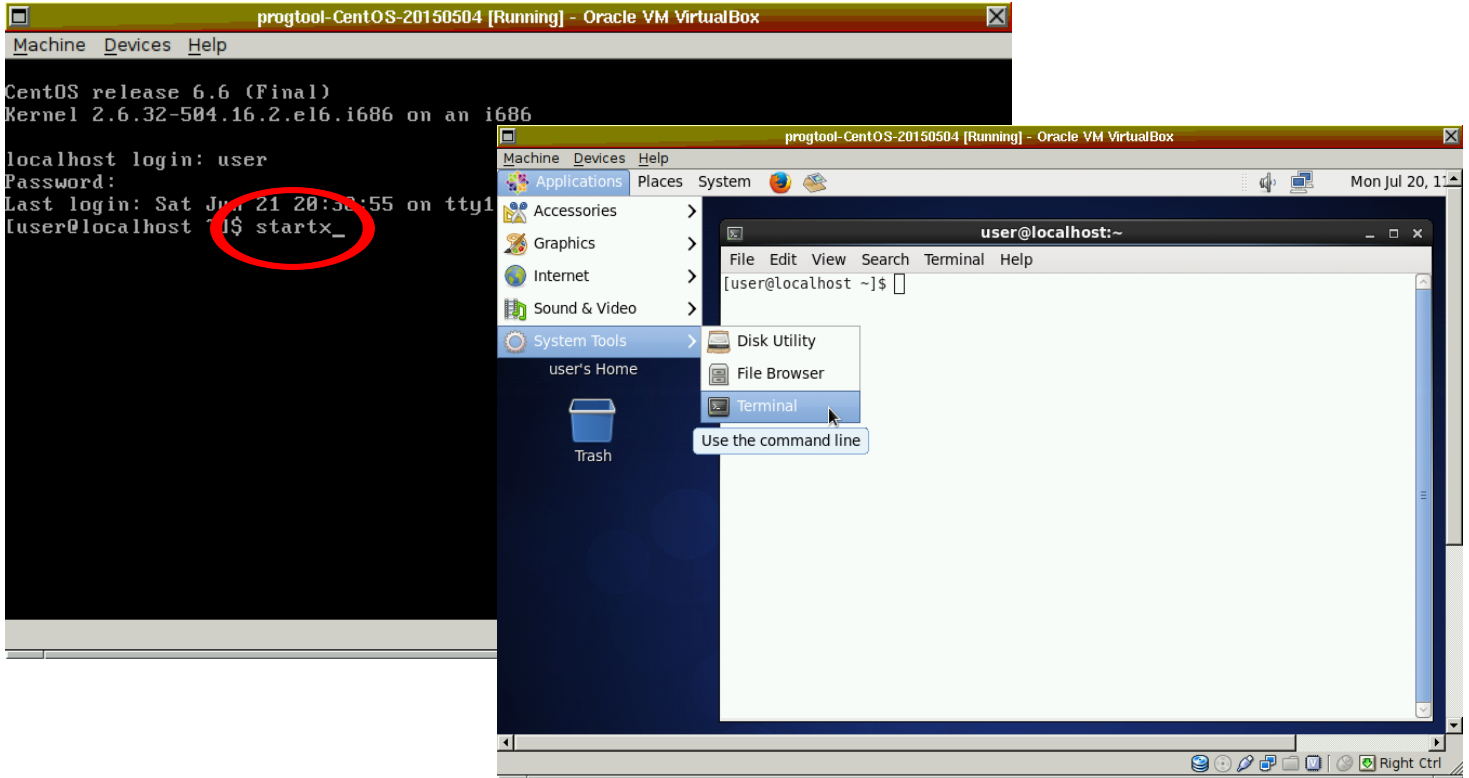 progtool-CentOS-20150504 [Running] - Oracle VM VirtualBox
Machine Devices Help
CentOS release 6.6 (Final)
Kernel 2.6.32-504.16.2.el6.i686 on an i686
localhost login: user
Password:
Last login: Sat Jun 21 20:38:55 on tty1
[user@localhost ~]$ startx_
progtool-CentOS-20150504 [Running] - Oracle VM VirtualBox
Machine Devices Help
Applications Places System Mon Jul 20, 11
Accessories
Graphics
Internet
Sound & Video
System Tools
user's Home
Trash
Disk Utility
File Browser
Terminal
Use the command line
user@localhost:~
File Edit View Search Terminal Help
[user@localhost ~]$
Right Ctrl